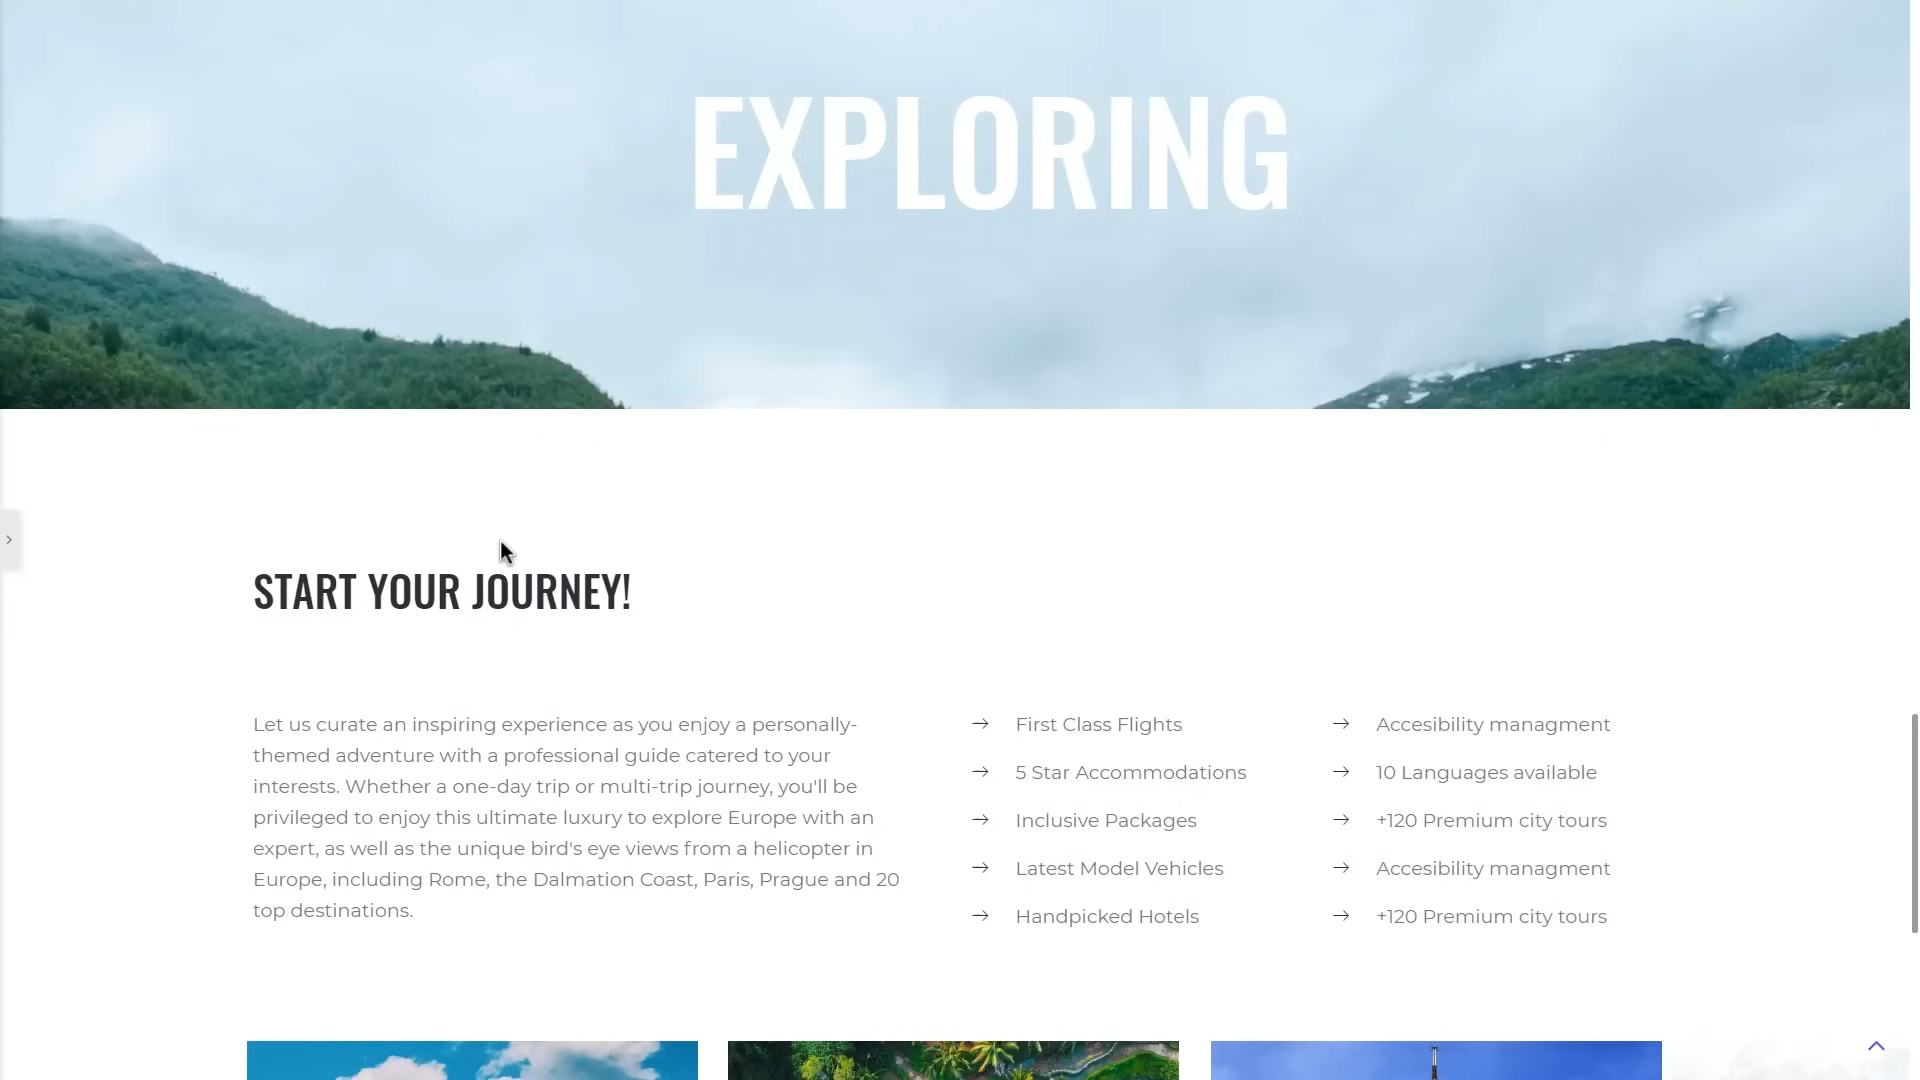 EXPLORING
START YOUR JOURNEY!
Let us curate an inspiring experience as you enjoy a personally-
themed adventure with a professional guide catered to your
interests. Whether a one-day trip or multi-trip journey, you'll be
privileged to enjoy this ultimate luxury to explore Europe with an
expert, as well as the unique bird's eye views from a helicopter in
Europe, including Rome, the Dalmation Coast, Paris, Prague and 20
top destinations.
First Class Flights
5 Star Accommodations
Inclusive Packages
Latest Model Vehicles
Handpicked Hotels
Accesibility managment
10 Languages available
+120 Premium city tours
Accesibility managment
+120 Premium city tours